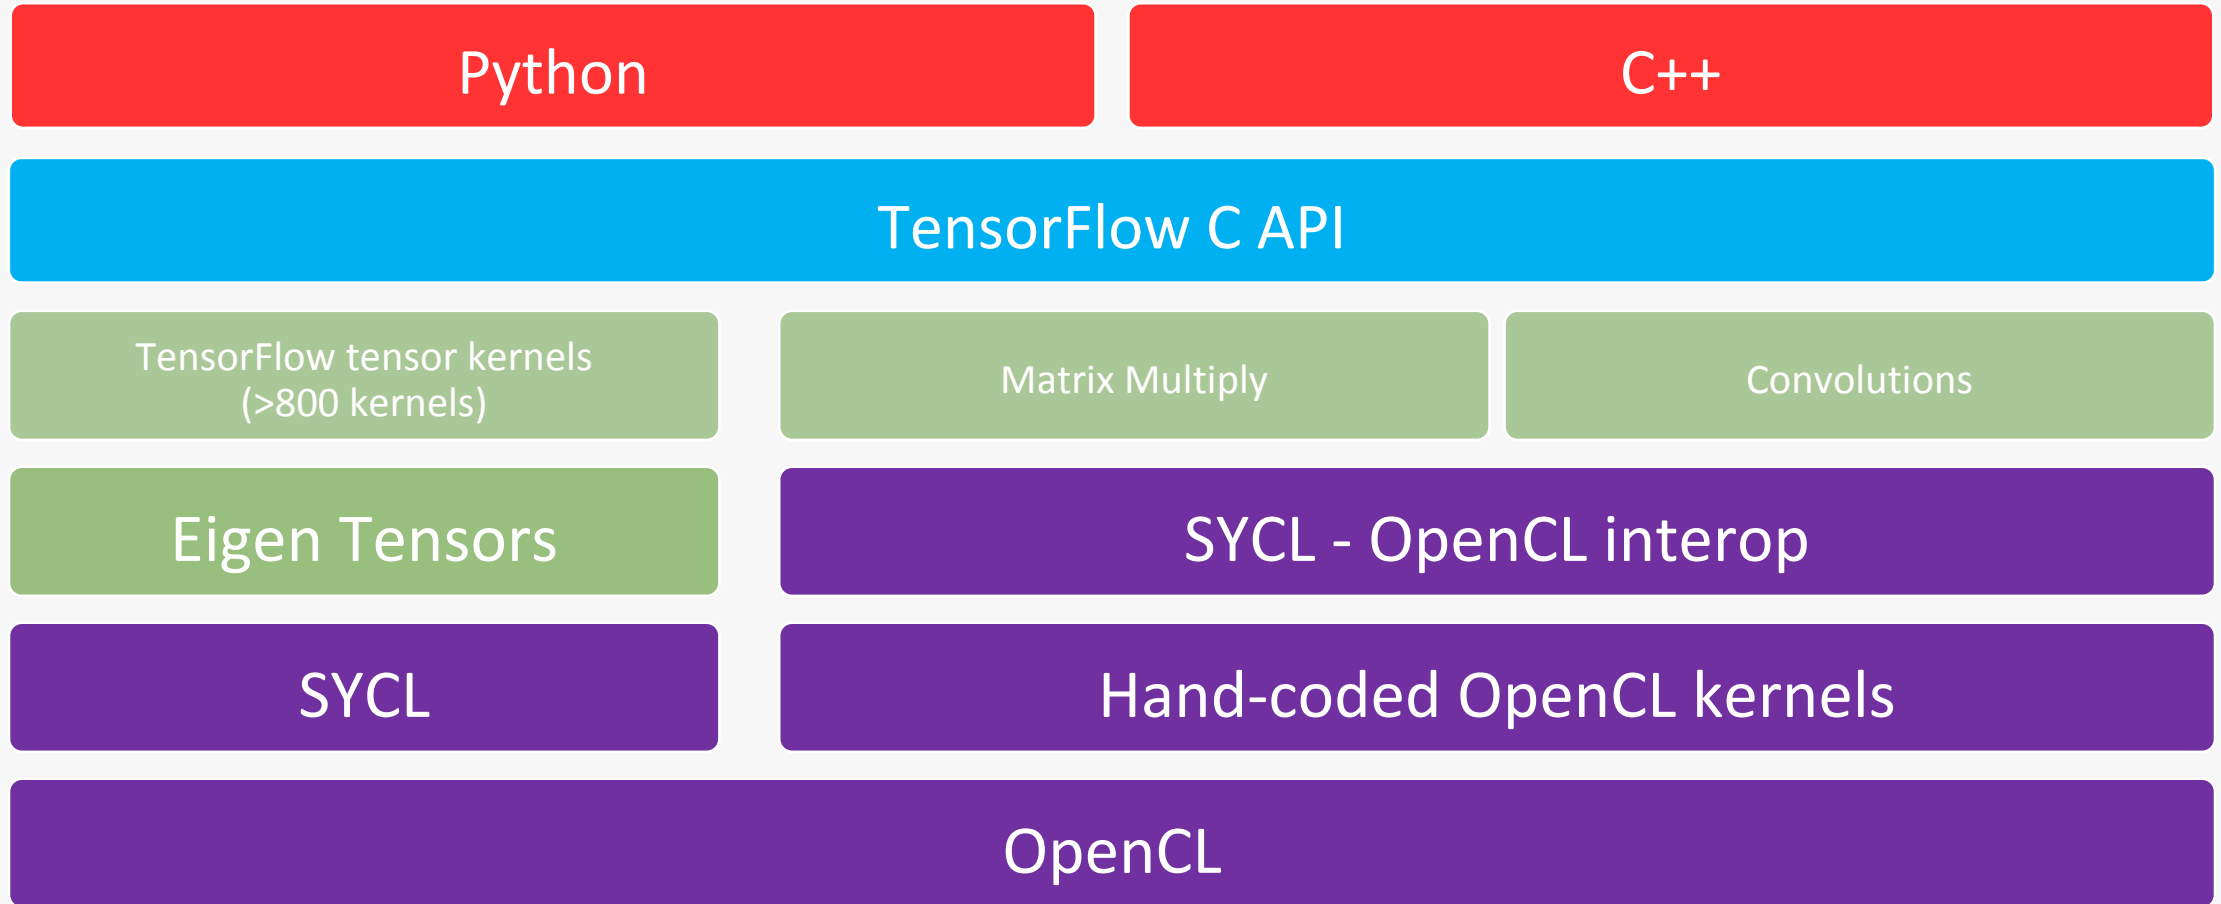 Python
C++
TensorFlow C API
TensorFlow tensor kernels
(>800 kernels)
Matrix Multiply
Convolutions
Eigen Tensors
SYCL - OpenCL interop
SYCL
Hand-coded OpenCL kernels
OpenCL